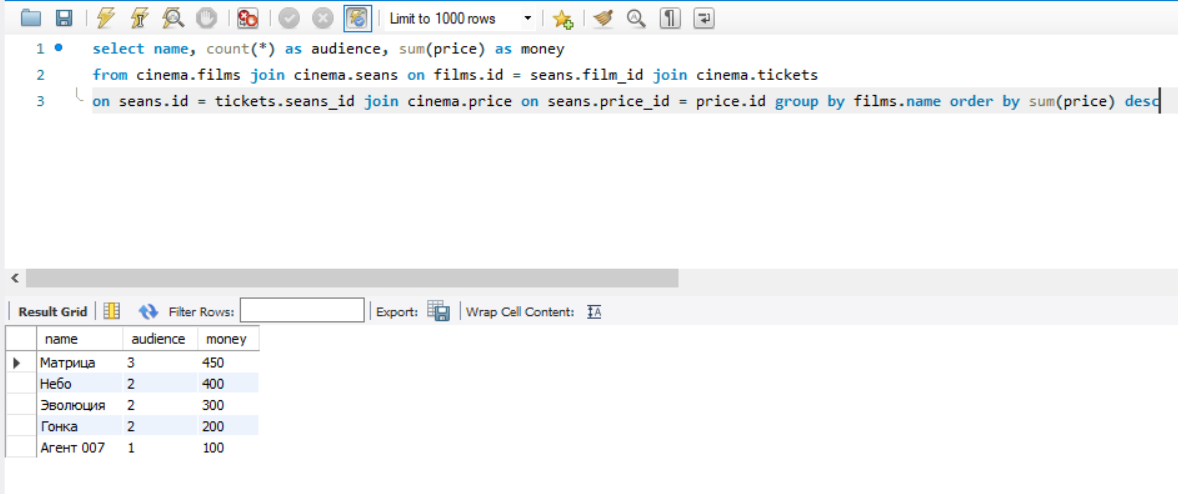 Limit to 1000 rows
1 select name, count(*) as audience, sum(price) as money
2 from cinema.films join cinema.seans on films.id = seans.film_id join cinema.tickets
3 on seans.id = tickets.seans_id join cinema.price on seans.price_id = price.id group by films.name order by sum(price) desc
Result Grid Filter Rows: Export: Wrap Cell Content: IA
name audience money
Матрица 3 450
Небо 2 400
Эволюция 2 300
Гонка 2 200
Агент 007 1 100